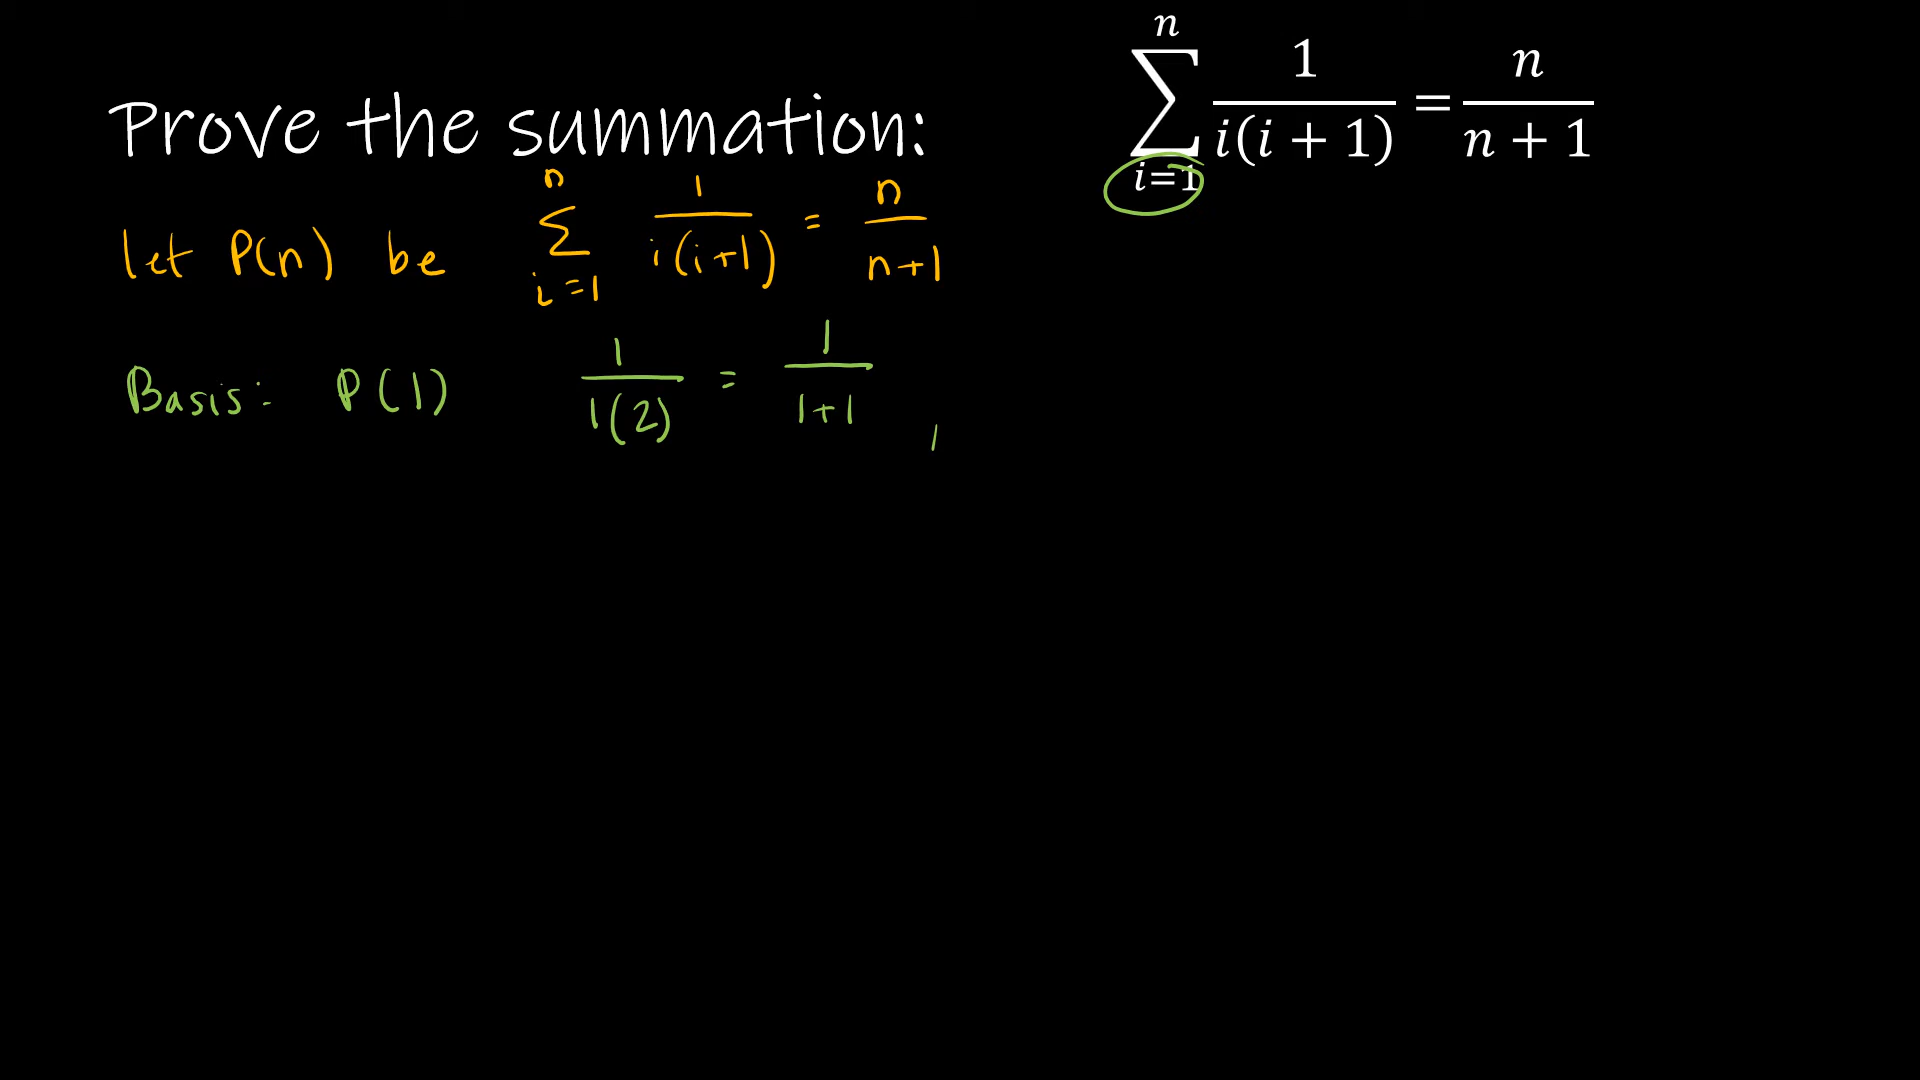 Prove the summation:
∑_{i=1}^{n} 1/(i(i + 1)) = n/(n + 1)
let P(n) be ∑_{i=1}^{n} 1/(i(i+1)) = n/(n+1)
Basis: P(1) 1/(1(2)) = 1/(1+1)